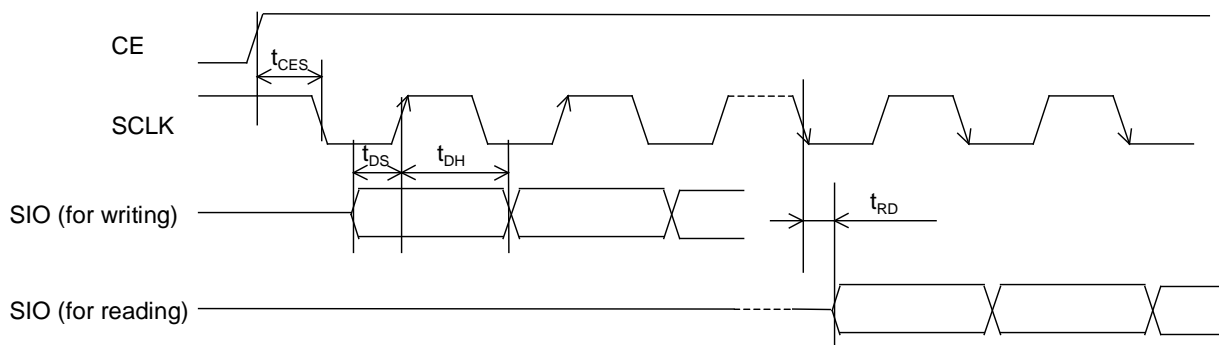 CE
tCES
SCLK
tDS
tDH
SIO (for writing)
tRD
SIO (for reading)